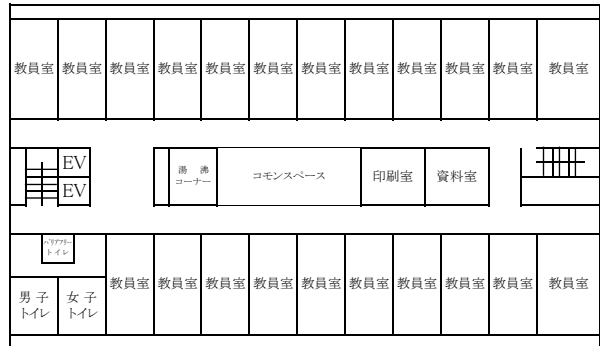 教員室 教員室 教員室 教員室 教員室 教員室 教員室 教員室 教員室 教員室 教員室 教員室
EV
EV
湯 沸
コーナー
コモンスペース
印刷室
資料室
バリアフリー
トイレ
男 子
トイレ
女 子
トイレ
教員室 教員室 教員室 教員室 教員室 教員室 教員室 教員室 教員室 教員室